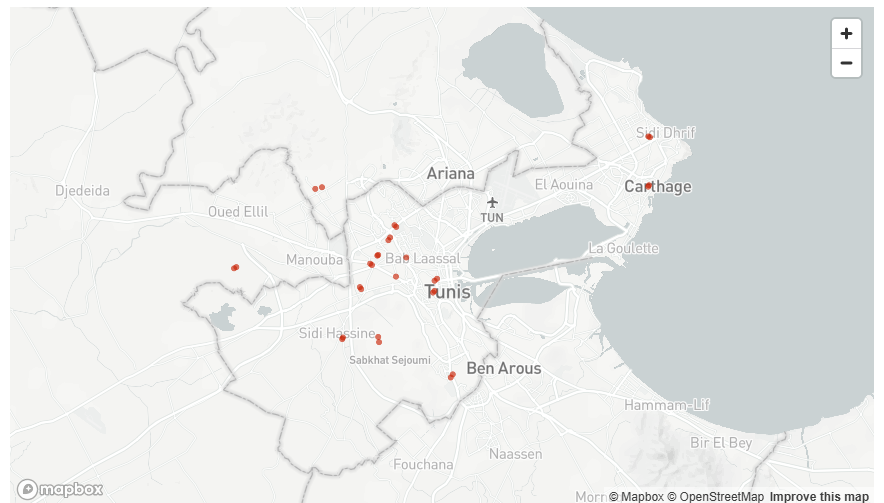 +
−
Sidi Dhrif
Ariana
El Aouina
Carthage
Djedeida
Oued Ellil
TUN
La Goulette
Manouba
Bab Laassal
Tunis
Sidi Hassine
Sabkhat Sejoumi
Ben Arous
Hammam-Lif
Bir El Bey
Naassen
Fouchana
mapbox
Morn
© Mapbox © OpenStreetMap Improve this map